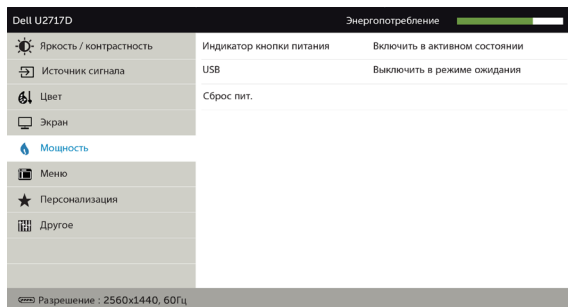 Dell U2717D Энергопотребление
Яркость / контрастность Индикатор кнопки питания Включить в активном состоянии
Источник сигнала USB Выключить в режиме ожидания
Цвет Сброс пит.
Экран
Мощность
Меню
Персонализация
Другое
Разрешение : 2560x1440, 60Гц